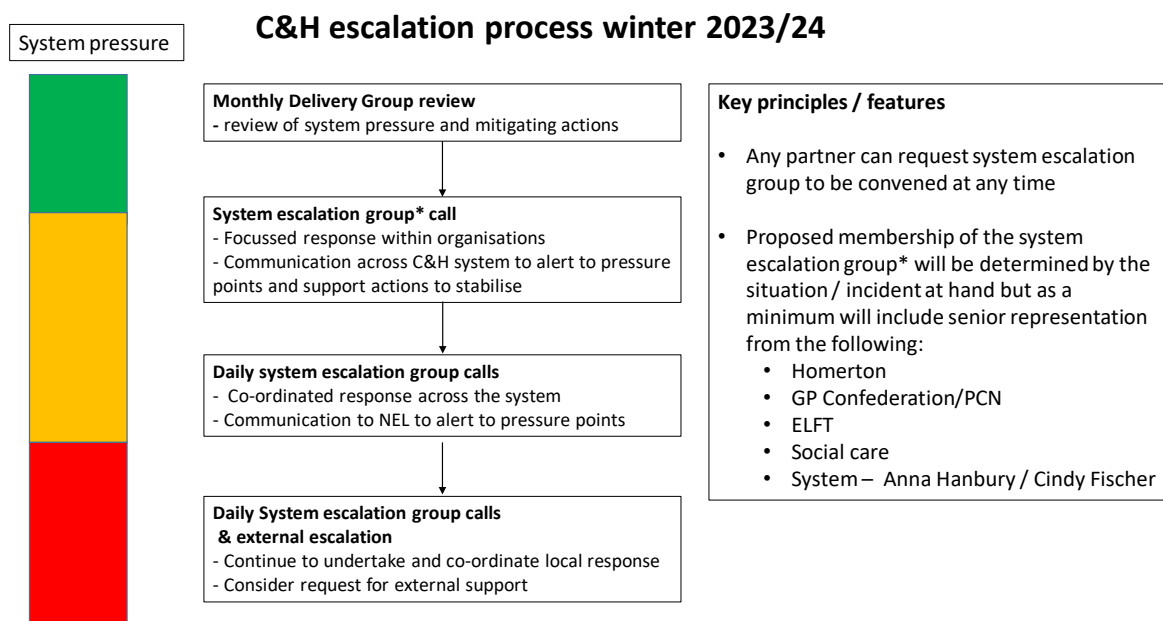 C&H escalation process winter 2023/24
System pressure
Monthly Delivery Group review
- review of system pressure and mitigating actions
System escalation group* call
- Focussed response within organisations
- Communication across C&H system to alert to pressure
points and support actions to stabilise
Daily system escalation group calls
- Co-ordinated response across the system
- Communication to NEL to alert to pressure points
Daily System escalation group calls
& external escalation
- Continue to undertake and co-ordinate local response
- Consider request for external support
Key principles / features
• Any partner can request system escalation
group to be convened at any time
• Proposed membership of the system
escalation group* will be determined by the
situation / incident at hand but as a
minimum will include senior representation
from the following:
• Homerton
• GP Confederation/PCN
• ELFT
• Social care
• System – Anna Hanbury / Cindy Fischer